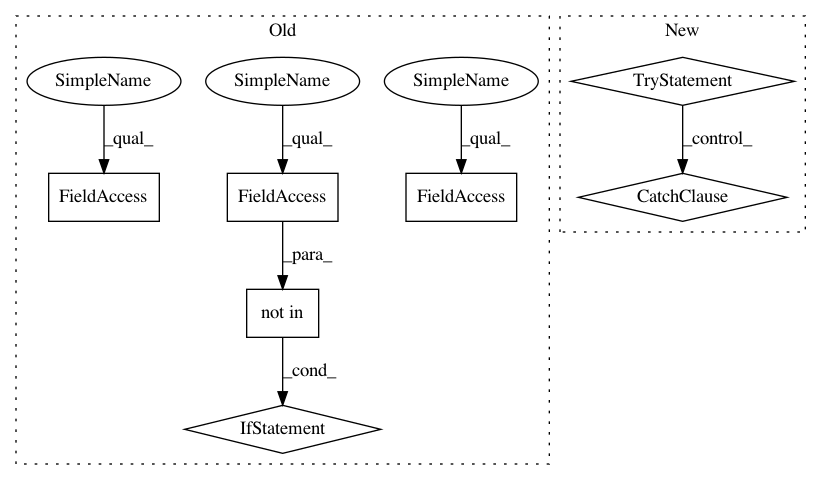 Old
New
SimpleName
SimpleName
SimpleName
TryStatement
_qual_
_qual_
_qual_
_control_
FieldAccess
FieldAccess
FieldAccess
CatchClause
_para_
not in
_cond_
IfStatement